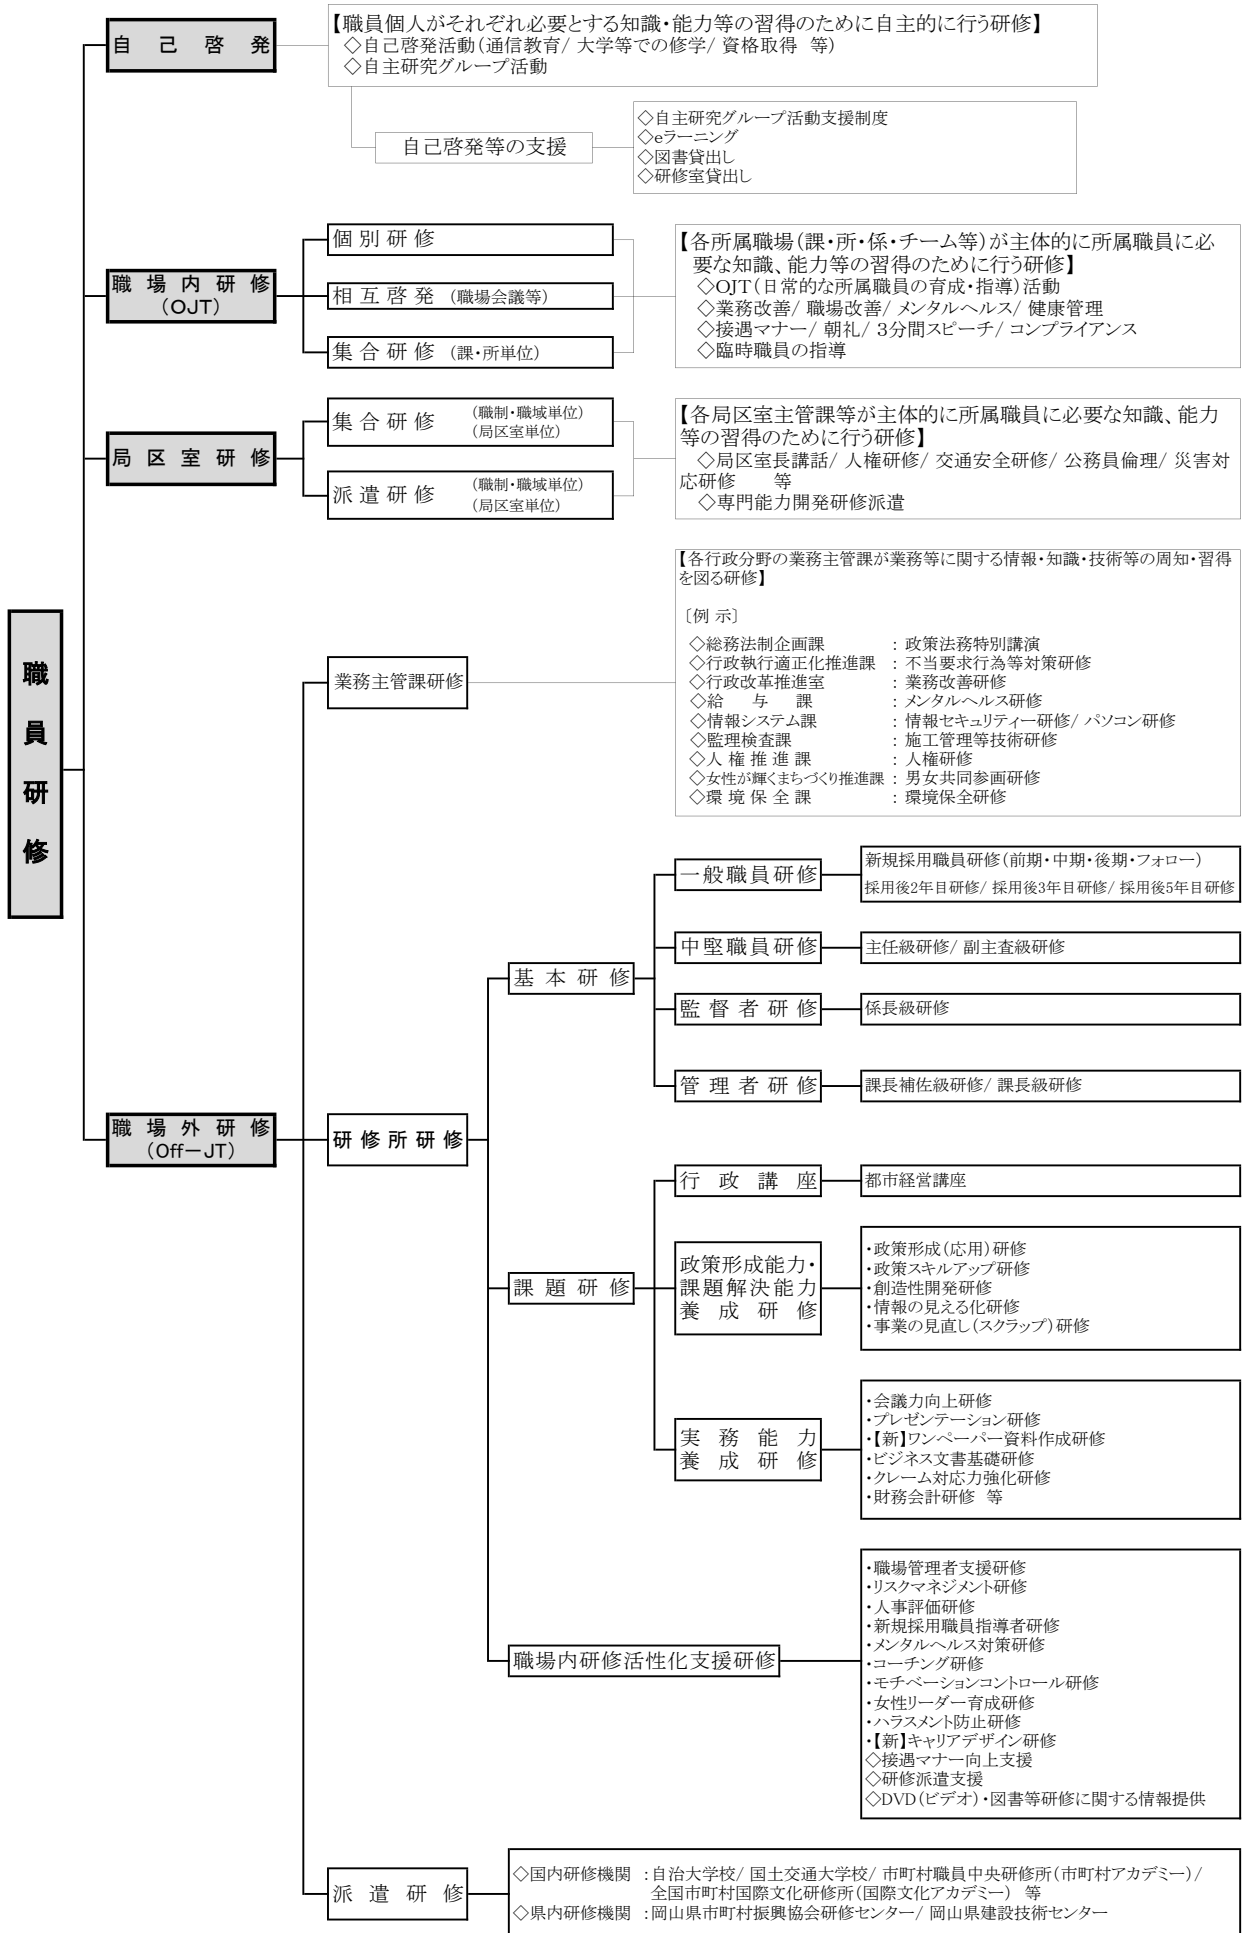 自己啓発
【職員個人がそれぞれ必要とする知識・能力等の習得のために自主的に行う研修】
◇自己啓発活動（通信教育/ 大学等での修学/ 資格取得 等）
◇自主研究グループ活動
自己啓発等の支援
◇自主研究グループ活動支援制度
◇eラーニング
◇図書貸出し
◇研修室貸出し
職場内研修
（OJT）
個別研修
相互啓発（職場会議等）
集合研修（課・所単位）
【各所属職場（課・所・係・チーム等）が主体的に所属職員に必
要な知識、能力等の習得のために行う研修】
◇OJT（日常的な所属職員の育成・指導）活動
◇業務改善/ 職場改善/ メンタルヘルス/ 健康管理
◇接遇マナー/ 朝礼/ 3分間スピーチ/ コンプライアンス
◇臨時職員の指導
局区室研修
集合研修
（職制・職域単位）
（局区室単位）
派遣研修
（職制・職域単位）
（局区室単位）
【各局区室主管課等が主体的に所属職員に必要な知識、能力
等の習得のために行う研修】
◇局区室長講話/ 人権研修/ 交通安全研修/ 公務員倫理/ 災害対
応研修 等
◇専門能力開発研修派遣
職員研修
職場外研修
（Off－JT）
業務主管課研修
【各行政分野の業務主管課が業務等に関する情報・知識・技術等の周知・習得
を図る研修】
〔例 示〕
◇総務法制企画課 ： 政策法務特別講演
◇行政執行適正化推進課 ： 不当要求行為等対策研修
◇行政改革推進室 ： 業務改善研修
◇給与課 ： メンタルヘルス研修
◇情報システム課 ： 情報セキュリティー研修/ パソコン研修
◇監理検査課 ： 施工管理等技術研修
◇人権推進課 ： 人権研修
◇女性が輝くまちづくり推進課 ： 男女共同参画研修
◇環境保全課 ： 環境保全研修
研修所研修
基本研修
一般職員研修
新規採用職員研修（前期・中期・後期・フォロー）
採用後2年目研修/ 採用後3年目研修/ 採用後5年目研修
中堅職員研修
主任級研修/ 副主査級研修
監督者研修
係長級研修
管理者研修
課長補佐級研修/ 課長級研修
課題研修
行政講座
都市経営講座
政策形成能力・
課題解決能力
養成研修
・政策形成（応用）研修
・政策スキルアップ研修
・創造性開発研修
・情報の見える化研修
・事業の見直し（スクラップ）研修
実務能力
養成研修
・会議力向上研修
・プレゼンテーション研修
・【新】ワンペーパー資料作成研修
・ビジネス文書基礎研修
・クレーム対応力強化研修
・財務会計研修 等
職場内研修活性化支援研修
・職場管理者支援研修
・リスクマネジメント研修
・人事評価研修
・新規採用職員指導者研修
・メンタルヘルス対策研修
・コーチング研修
・モチベーションコントロール研修
・女性リーダー育成研修
・ハラスメント防止研修
・【新】キャリアデザイン研修
◇接遇マナー向上支援
◇研修派遣支援
◇DVD（ビデオ）・図書等研修に関する情報提供
派遣研修
◇国内研修機関 ：自治大学校/ 国土交通大学校/ 市町村職員中央研修所（市町村アカデミー）/
全国市町村国際文化研修所（国際文化アカデミー） 等
◇県内研修機関 ：岡山県市町村振興協会研修センター/ 岡山県建設技術センター